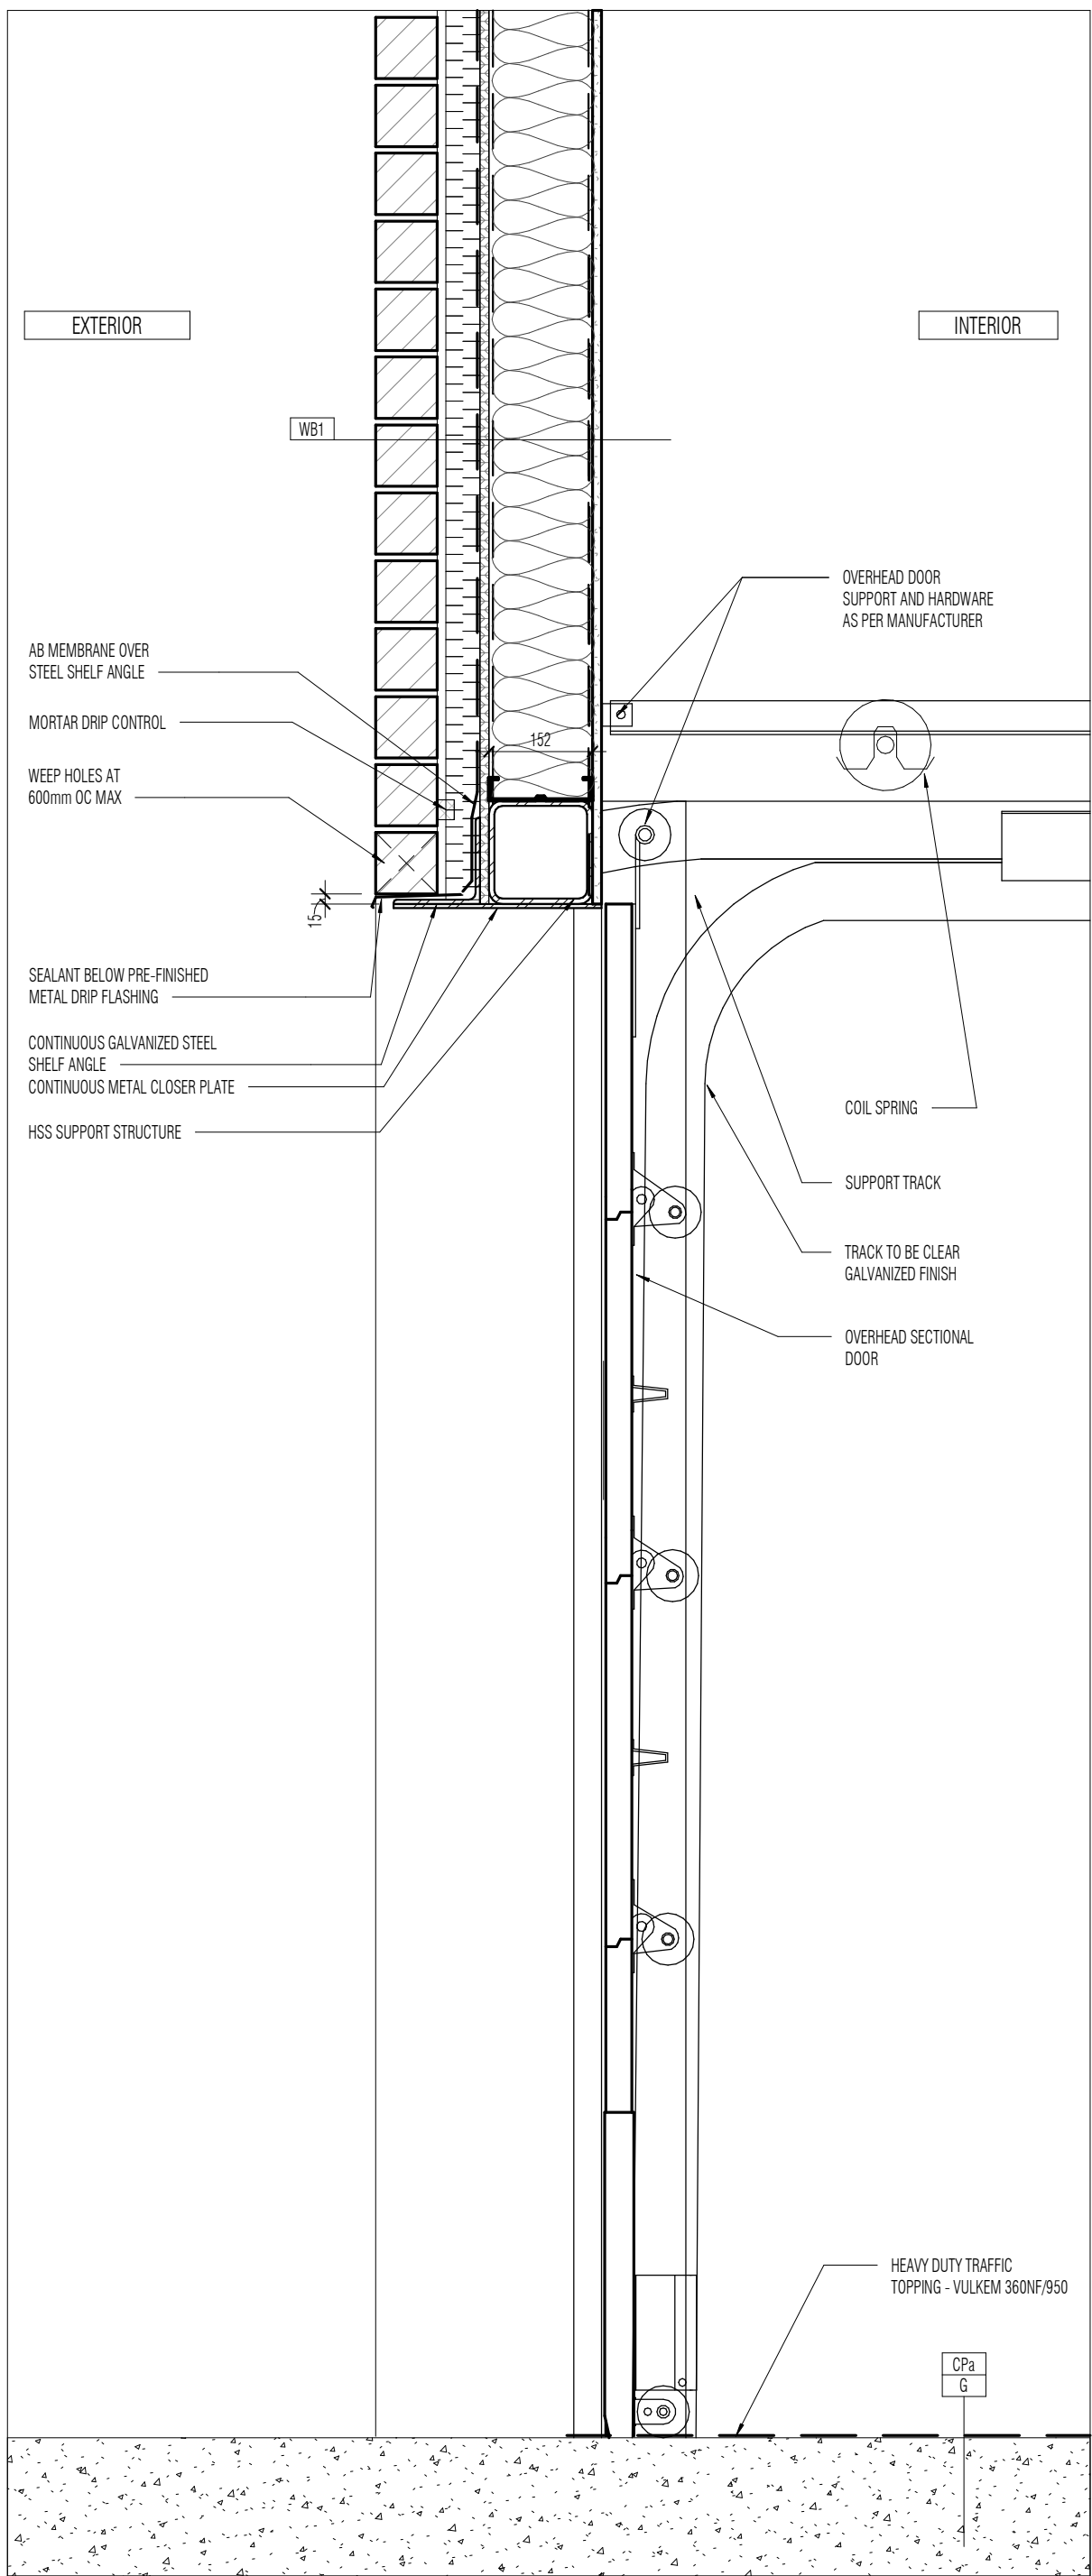 EXTERIOR
INTERIOR
WB1
OVERHEAD DOOR
SUPPORT AND HARDWARE
AS PER MANUFACTURER
AB MEMBRANE OVER
STEEL SHELF ANGLE
MORTAR DRIP CONTROL
152
WEEP HOLES AT
600mm OC MAX
15
SEALANT BELOW PRE-FINISHED
METAL DRIP FLASHING
CONTINUOUS GALVANIZED STEEL
SHELF ANGLE
CONTINUOUS METAL CLOSER PLATE
HSS SUPPORT STRUCTURE
COIL SPRING
SUPPORT TRACK
TRACK TO BE CLEAR
GALVANIZED FINISH
OVERHEAD SECTIONAL
DOOR
HEAVY DUTY TRAFFIC
TOPPING - VULKEM 360NF/950
CPa
G